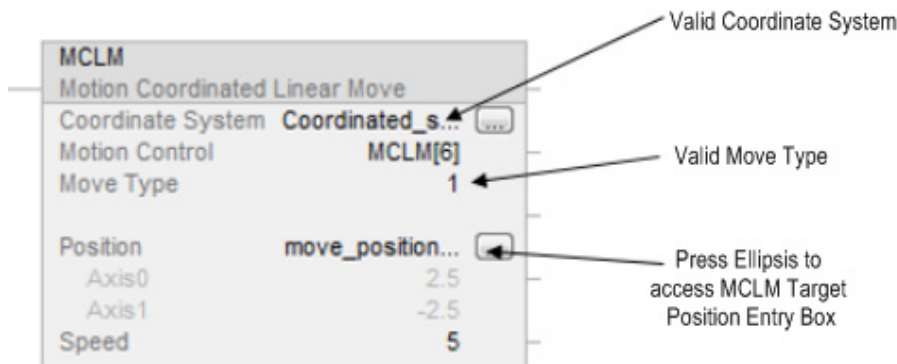 Valid Coordinate System
MCLM
Motion Coordinated Linear Move
Coordinate System Coordinated_s... ...
Motion Control MCLM[6]
Move Type 1
Valid Move Type
Position move_position... ...
Axis0 2.5
Axis1 -2.5
Speed 5
Press Ellipsis to
access MCLM Target
Position Entry Box